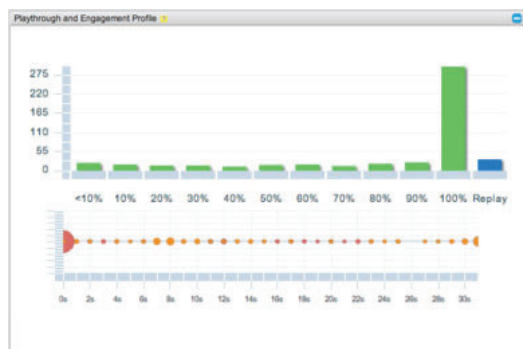 Playthrough and Engagement Profile ?
275
220
165
110
55
0
<10% 10% 20% 30% 40% 50% 60% 70% 80% 90% 100% Replay
0s 2s 4s 6s 8s 10s 12s 14s 16s 18s 20s 22s 24s 26s 28s 30s